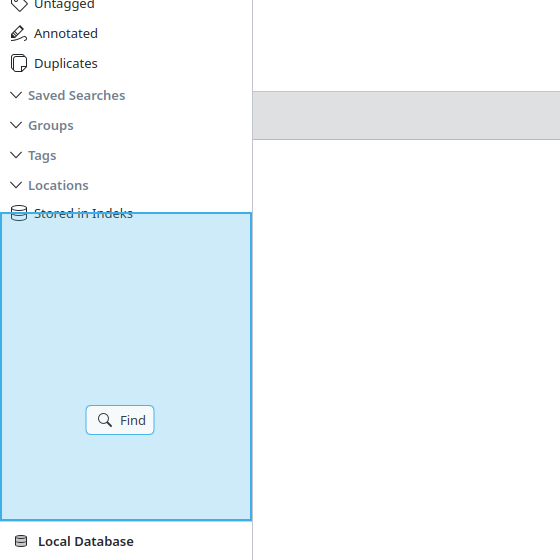 Untagged
Annotated
Duplicates
Saved Searches
Groups
Tags
Locations
Stored in Indeks
Find
Local Database